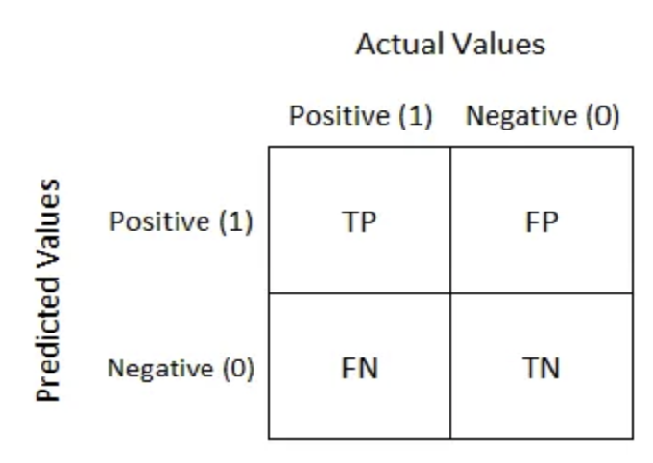 Actual Values
Positive (1) Negative (0)
Predicted Values
Positive (1) TP FP
Negative (0) FN TN